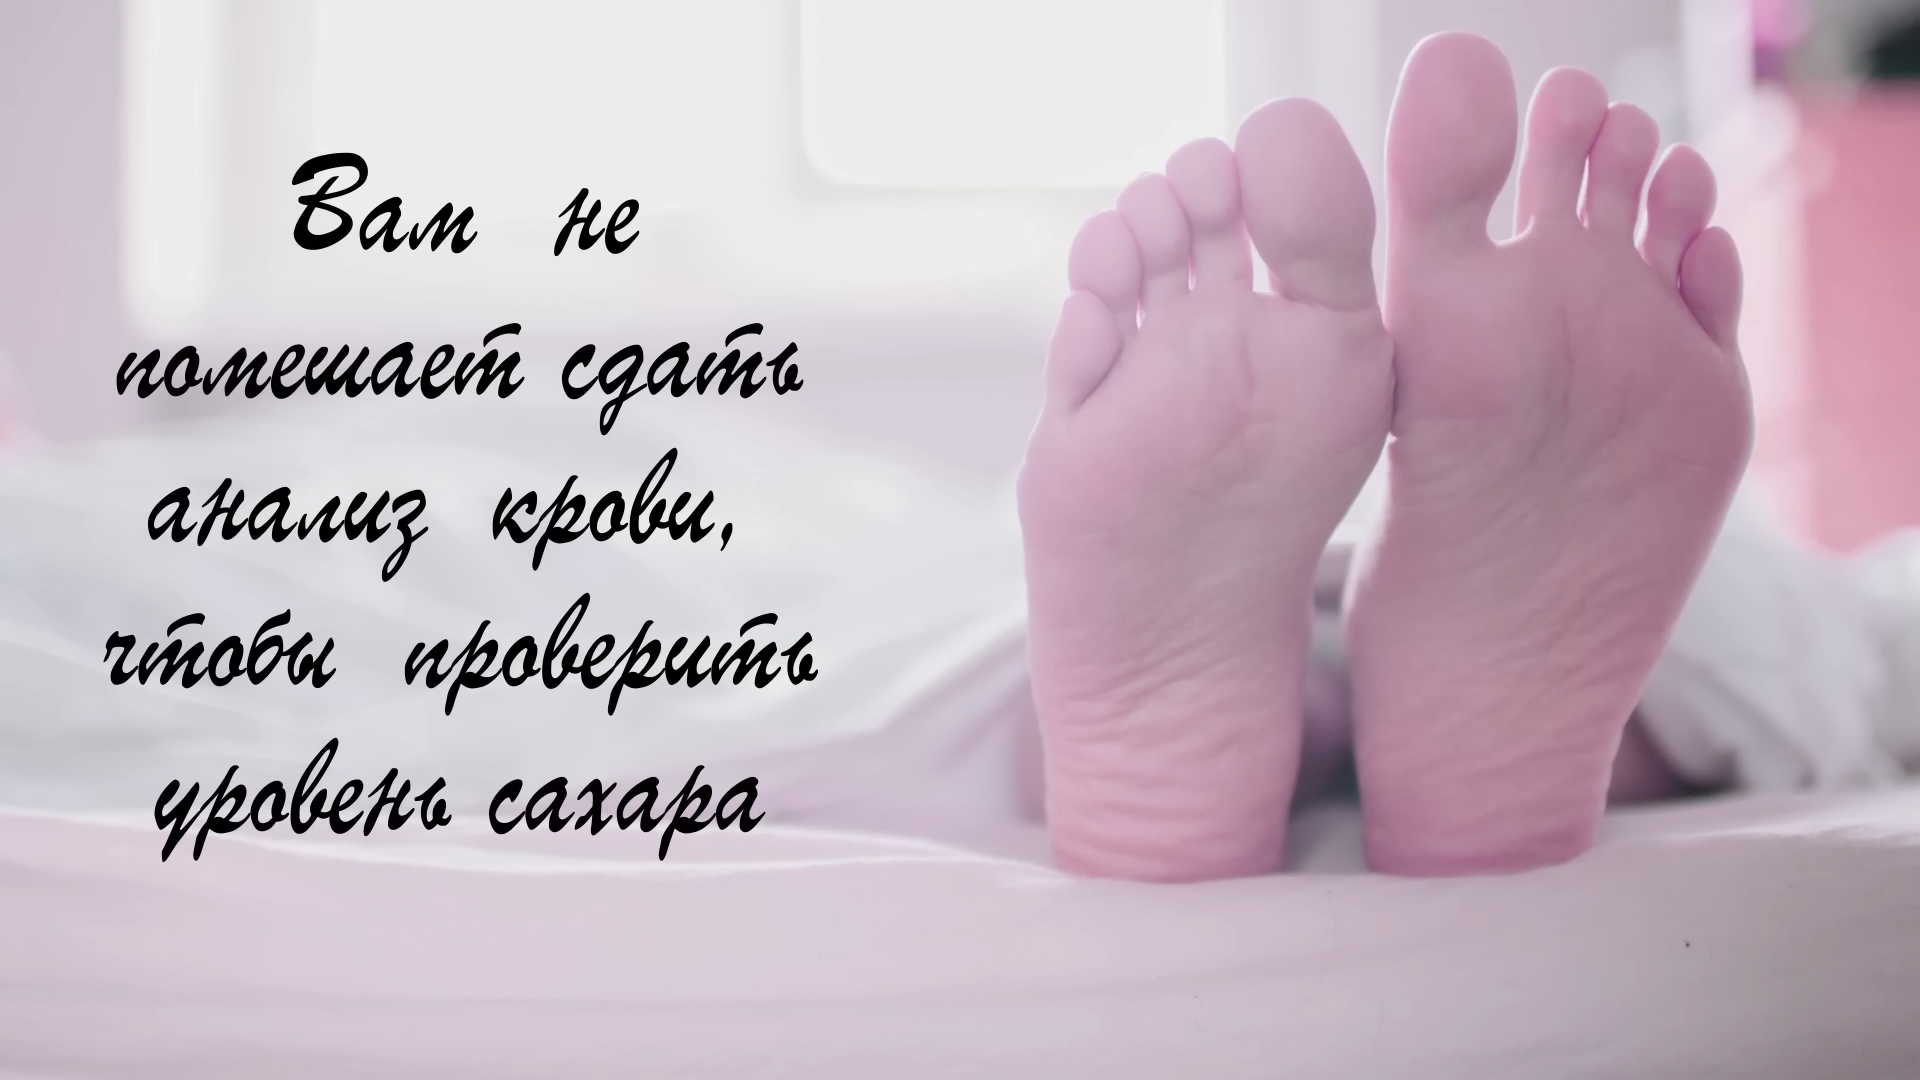 Вам не
помешает сдать
анализ крови,
чтобы проверить
уровень сахара